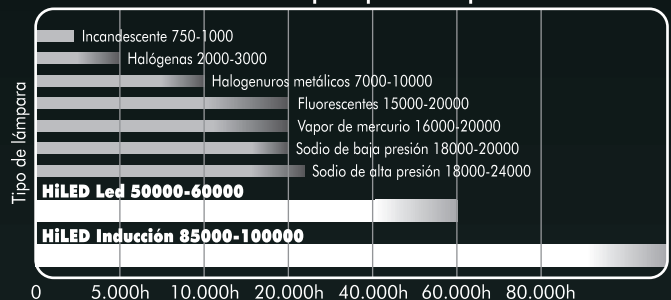 Incandescente 750-1000
Halógenas 2000-3000
Halogenuros metálicos 7000-10000
Fluorescentes 15000-20000
Vapor de mercurio 16000-20000
Sodio de baja presión 18000-20000
Sodio de alta presión 18000-24000
HiLED Led 50000-60000
HiLED Inducción 85000-100000
Tipo de lámpara
0 5.000h 10.000h 20.000h 40.000h 60.000h 80.000h